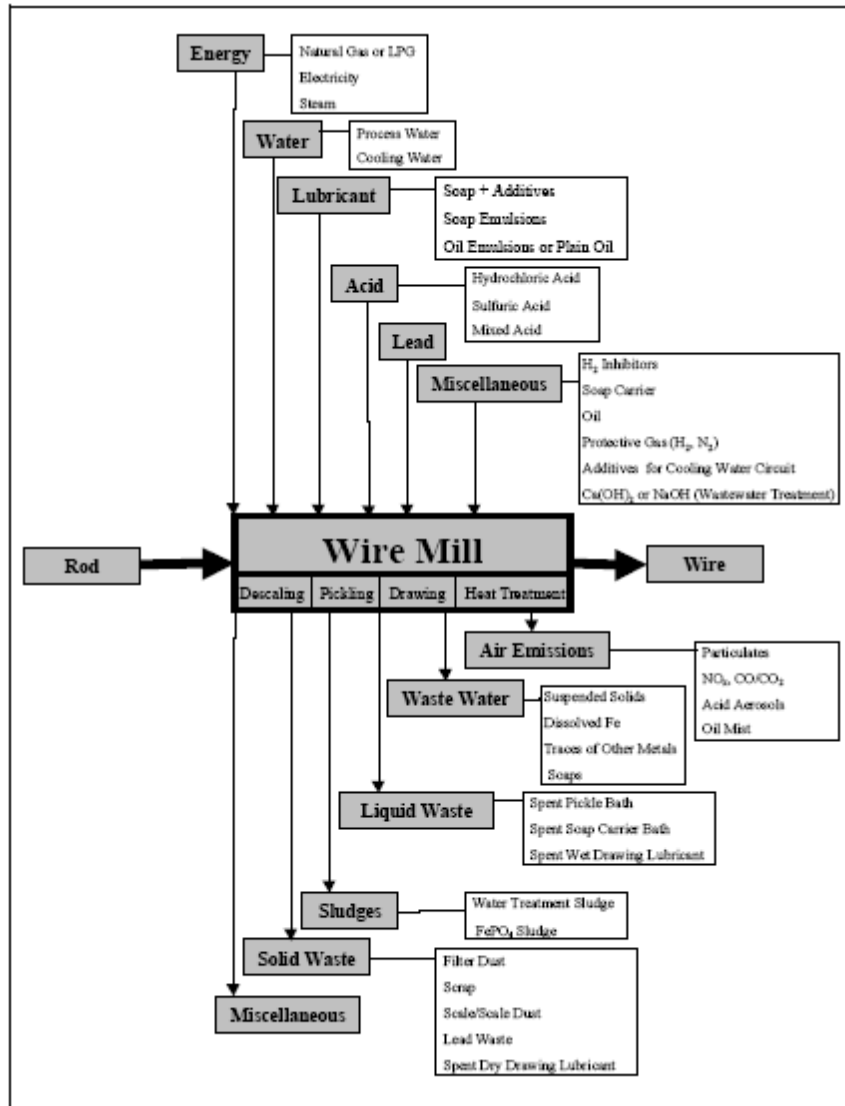 Energy
Natural Gas or LPG
Electricity
Steam
Water
Process Water
Cooling Water
Lubricant
Soap + Additives
Soap Emulsions
Oil Emulsions or Plain Oil
Acid
Hydrochloric Acid
Sulfuric Acid
Mixed Acid
Lead
Miscellaneous
H₂ Inhibitors
Soap Carrier
Oil
Protective Gas (H₂, N₂)
Additives for Cooling Water Circuit
Ca(OH)₂ or NaOH (Wastewater Treatment)
Rod
Wire Mill
Wire
Descaling Pickling Drawing Heat Treatment
Air Emissions
Particulates
NOₓ, CO/CO₂
Acid Aerosols
Oil Mist
Waste Water
Suspended Solids
Dissolved Fe
Traces of Other Metals
Soaps
Liquid Waste
Spent Pickle Bath
Spent Soap Carrier Bath
Spent Wet Drawing Lubricant
Sludges
Water Treatment Sludge
FePO₄ Sludge
Solid Waste
Filter Dust
Scrap
Scale/Scale Dust
Lead Waste
Spent Dry Drawing Lubricant
Miscellaneous